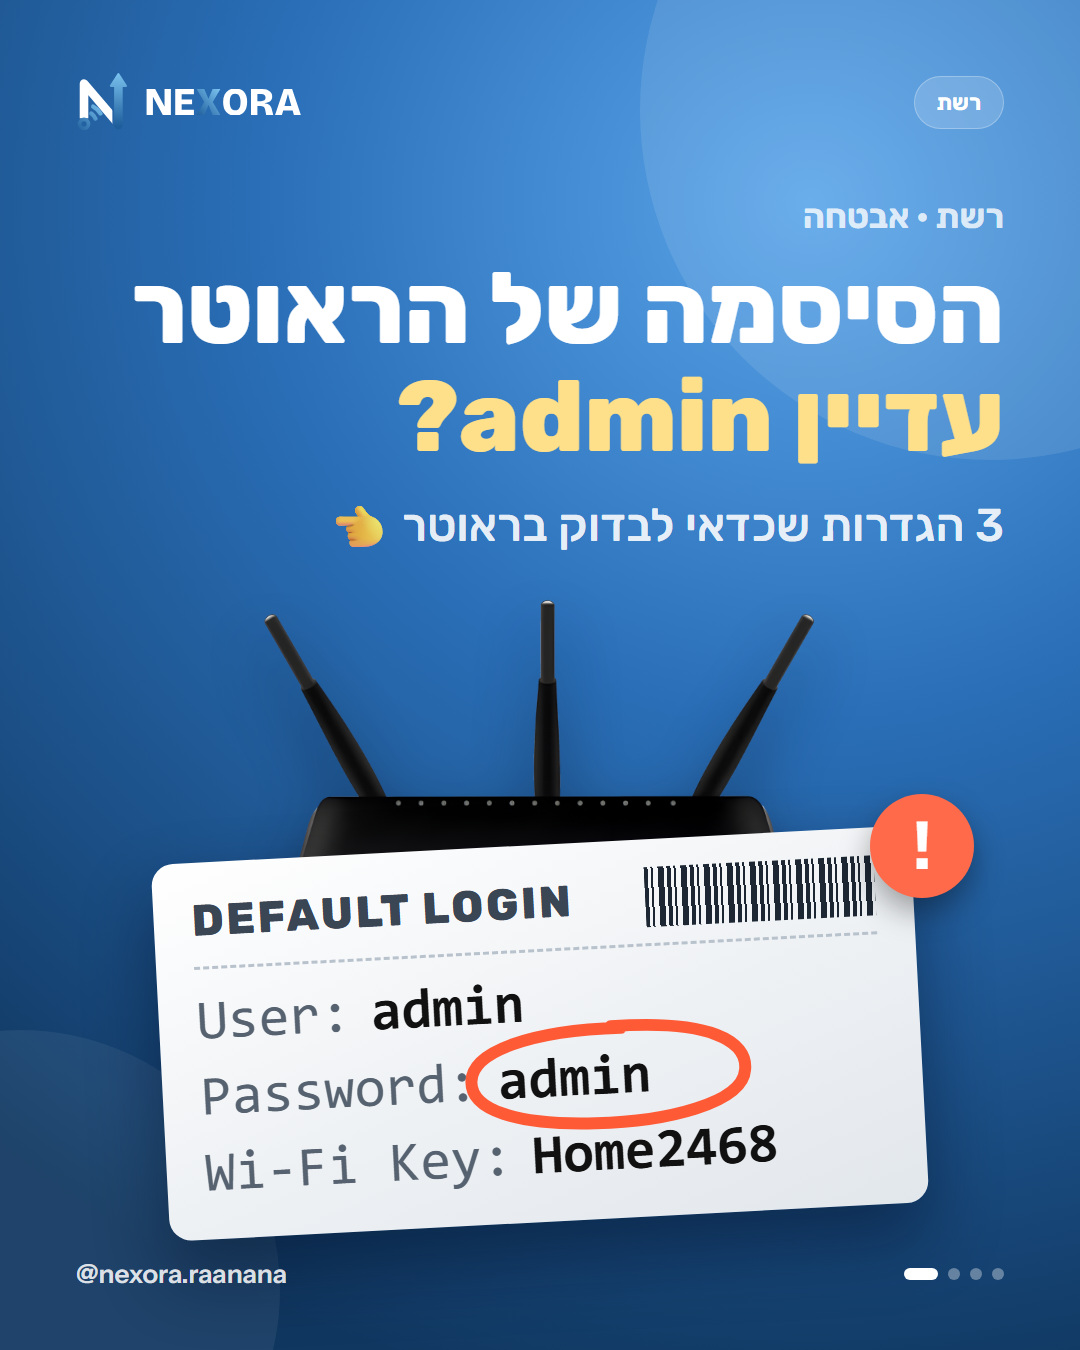 NEXORA
רשת
רשת • אבטחה
הסיסמה של הראוטר
עדיין admin?
3 הגדרות שכדאי לבדוק בראוטר 👈
!
DEFAULT LOGIN
User: admin
Password: admin
Wi-Fi Key: Home2468
@nexora.raanana